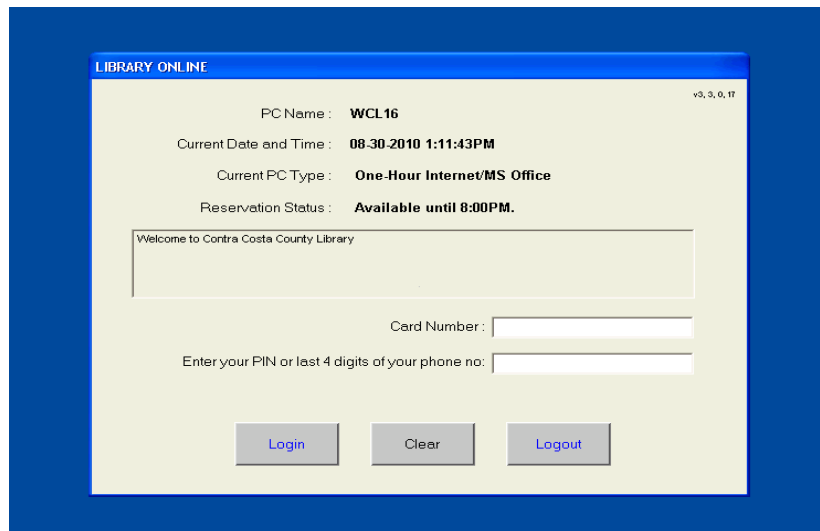 LIBRARY ONLINE
v3, 3, 0, 17
PC Name : WCL16
Current Date and Time : 08-30-2010 1:11:43PM
Current PC Type : One-Hour Internet/MS Office
Reservation Status : Available until 8:00PM.
Welcome to Contra Costa County Library
Card Number :
Enter your PIN or last 4 digits of your phone no:
Login Clear Logout